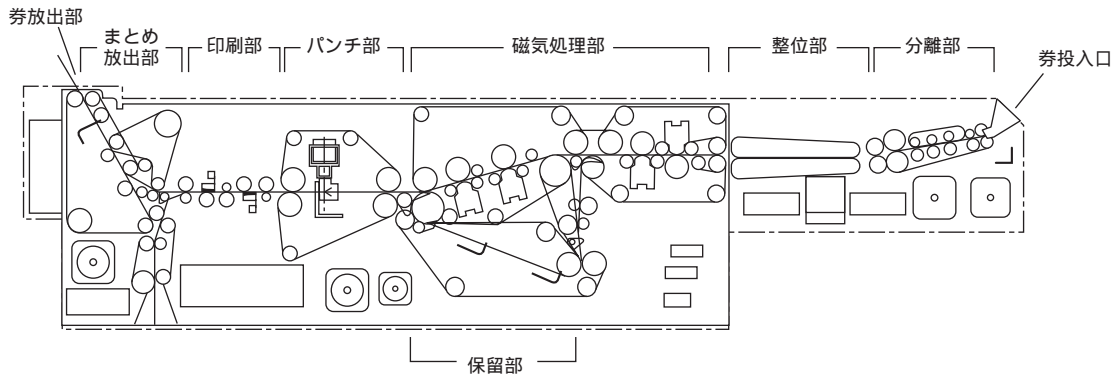 券放出部
まとめ
放出部
印刷部
パンチ部
磁気処理部
整位部
分離部
券投入口
保留部